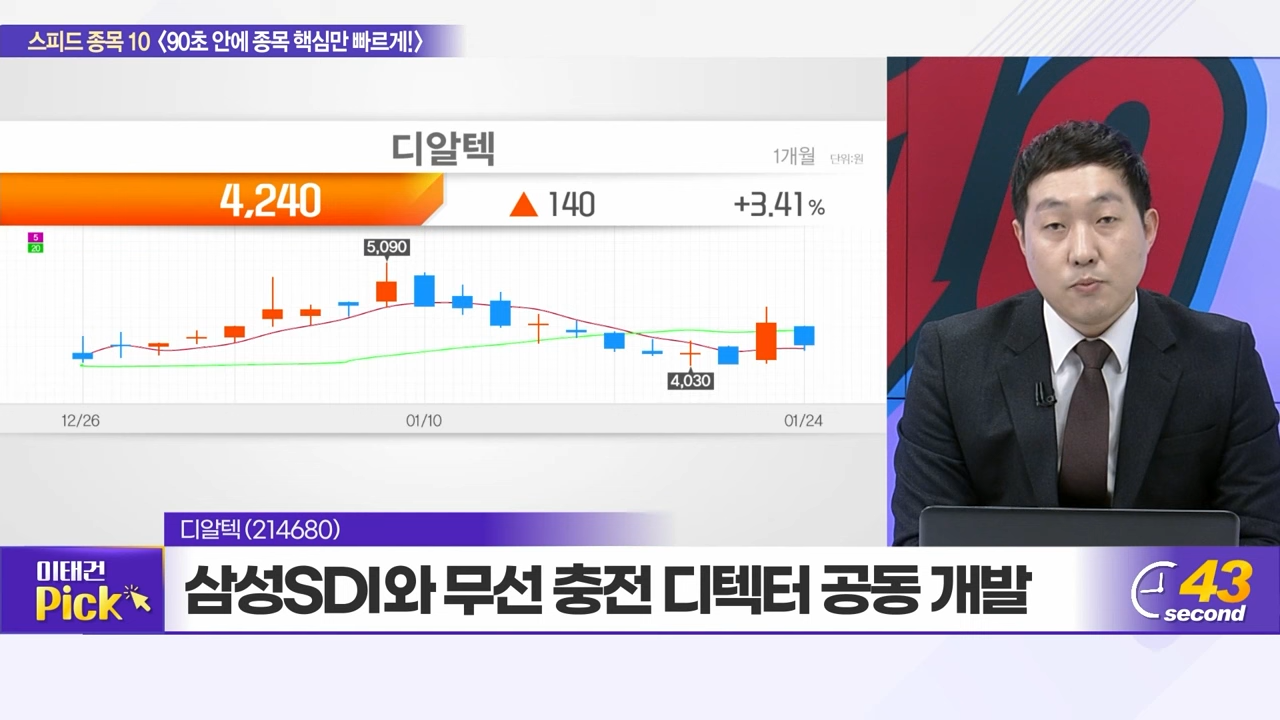 스피드 종목 10 〈90초 안에 종목 핵심만 빠르게!〉
디알텍
1개월 단위:원
4,240 ▲ 140 +3.41%
5
20
5,090
4,030
12/26 01/10 01/24
디알텍(214680)
이태건
Pick
삼성SDI와 무선 충전 디텍터 공동 개발
43
second